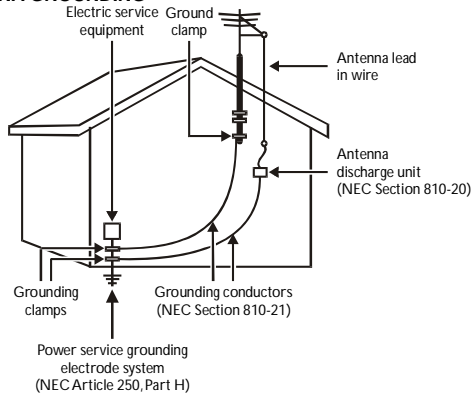 GROUNDING
Electric service
equipment
Ground
clamp
Antenna lead
in wire
Antenna
discharge unit
(NEC Section 810-20)
Grounding
clamps
Grounding conductors
(NEC Section 810-21)
Power service grounding
electrode system
(NEC Article 250, Part H)